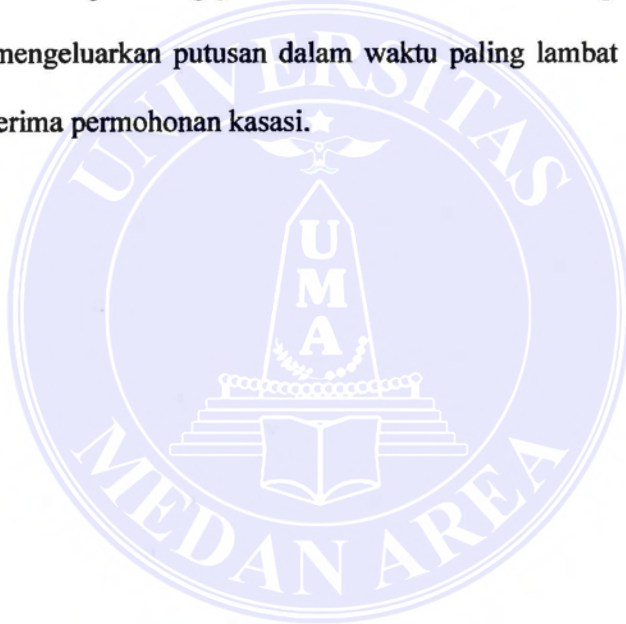 mengeluarkan putusan dalam waktu paling lambat
erima permohonan kasasi.
UNIVERSITAS
UMA
MEDAN AREA